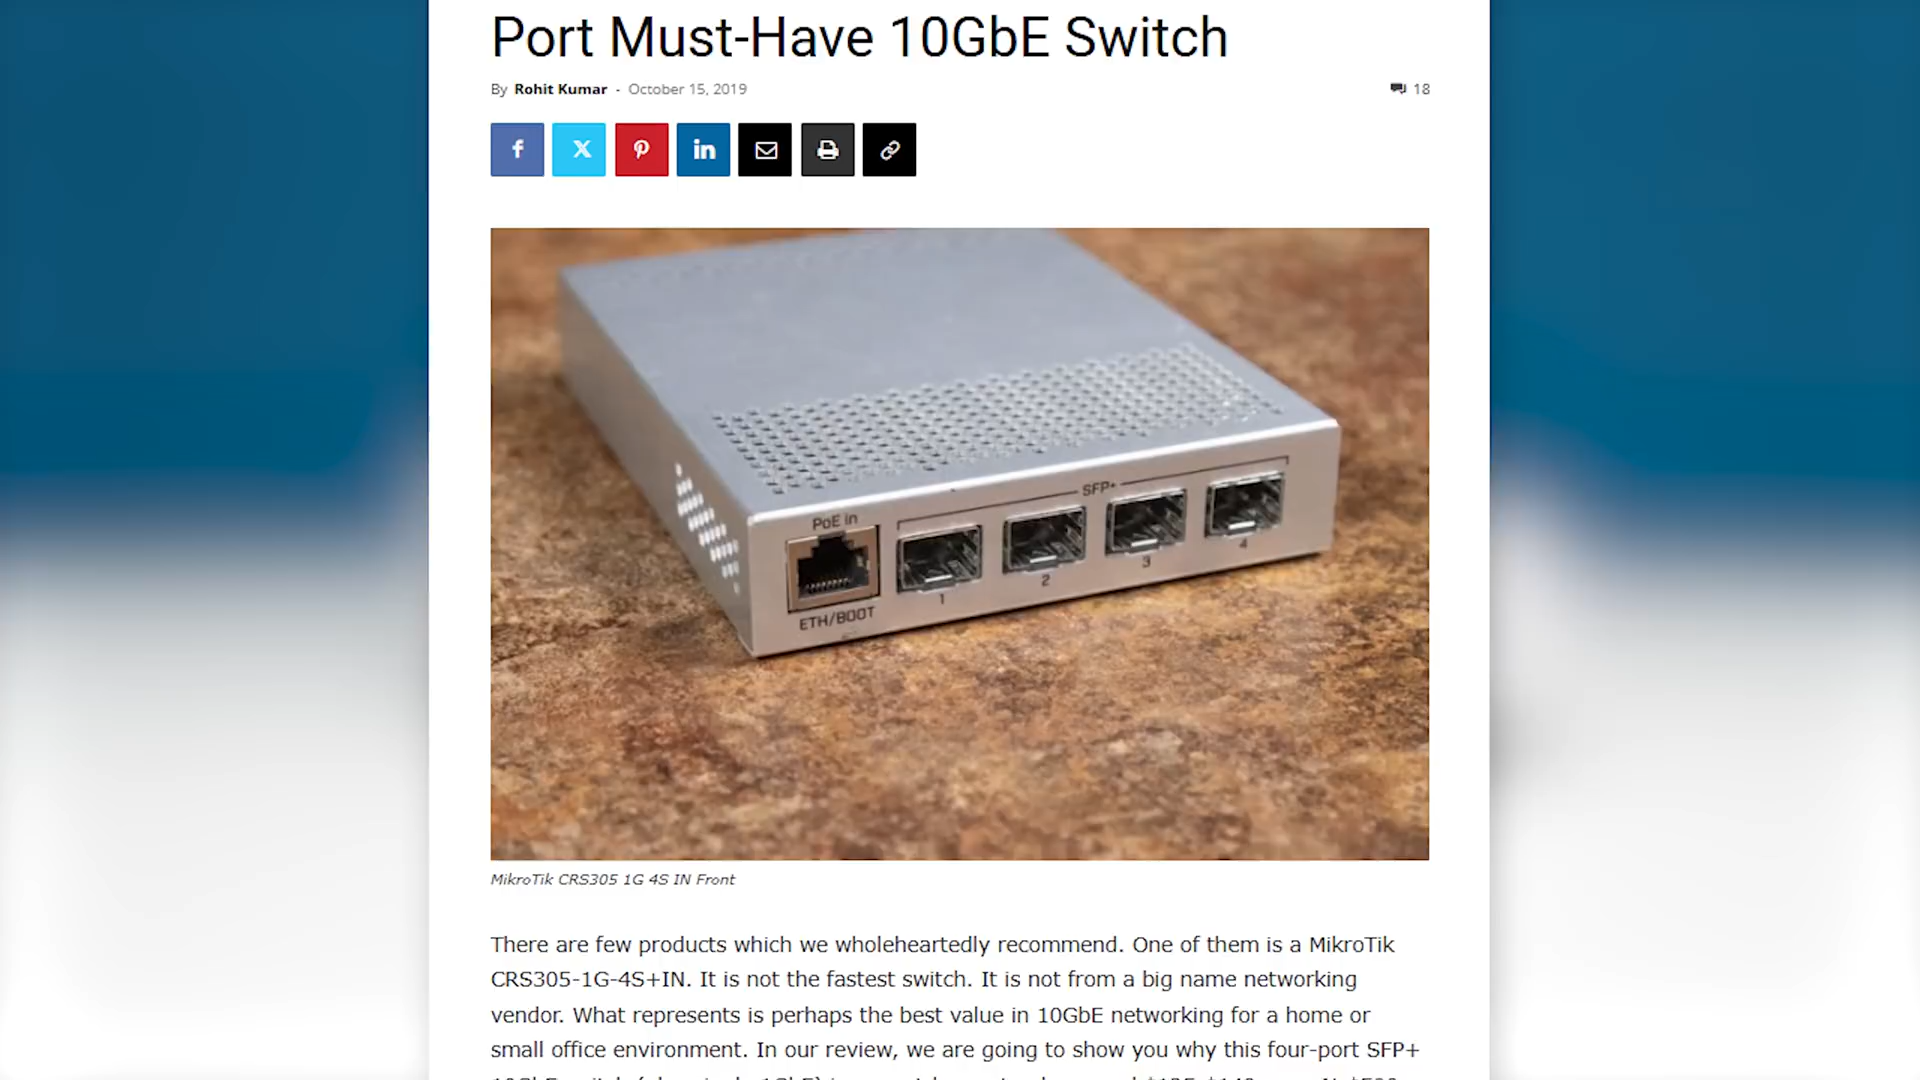 Port Must-Have 10GbE Switch
By Rohit Kumar - October 15, 2019
18
PoE in
SFP+
1 2 3 4
ETH/BOOT
MikroTik CRS305 1G 4S IN Front
There are few products which we wholeheartedly recommend. One of them is a MikroTik
CRS305-1G-4S+IN. It is not the fastest switch. It is not from a big name networking
vendor. What represents is perhaps the best value in 10GbE networking for a home or
small office environment. In our review, we are going to show you why this four-port SFP+